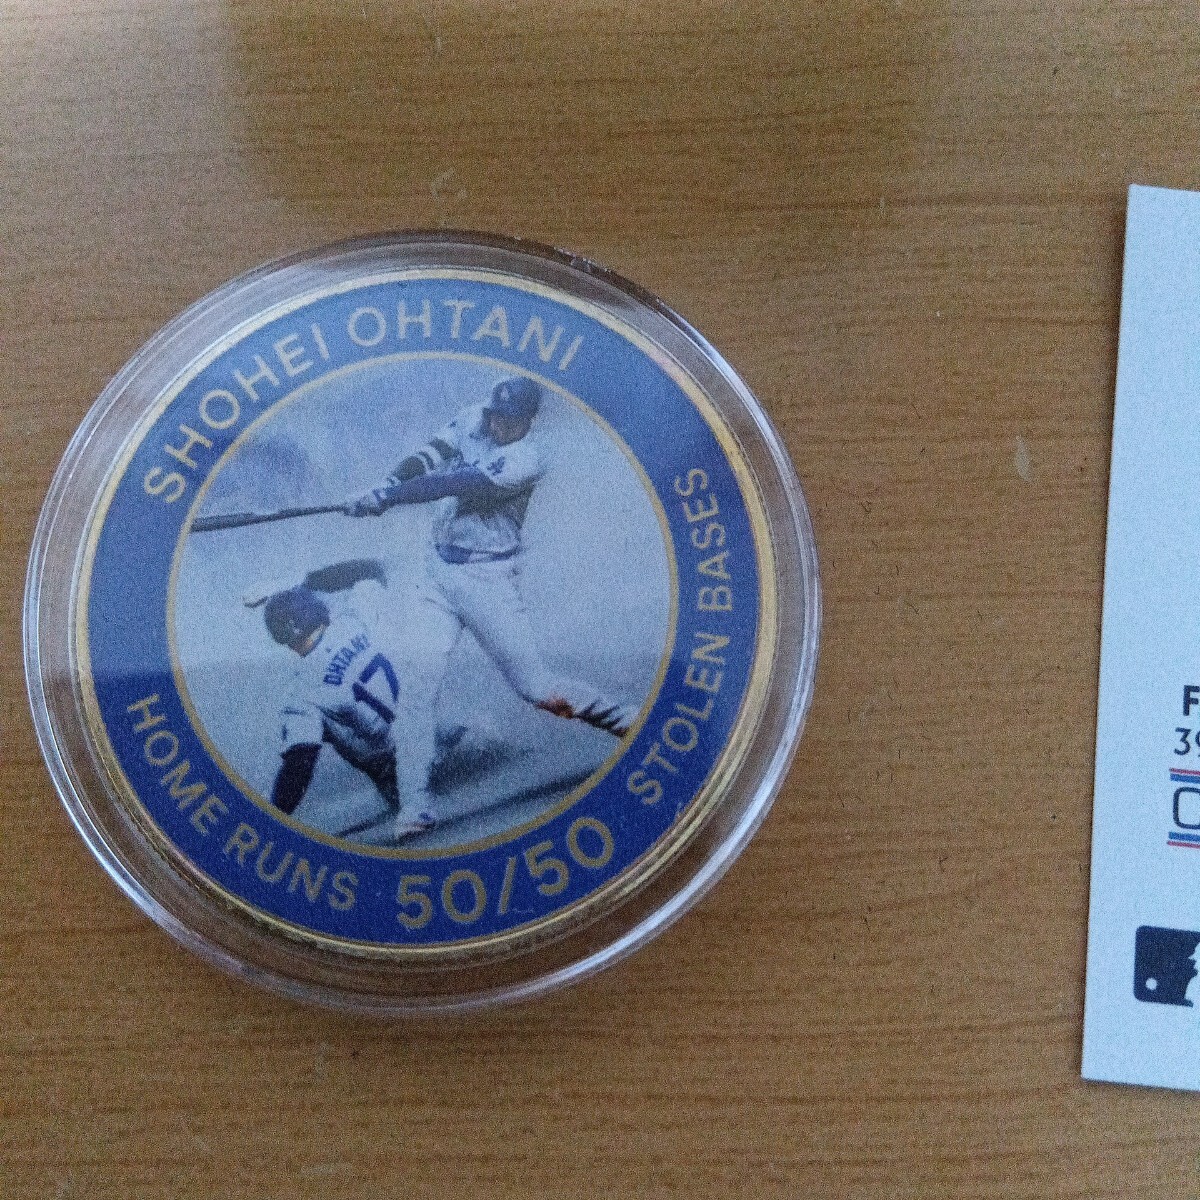 SHOHEI OHTANI
OHTANI
17
HOME RUNS 50/50 STOLEN BASES